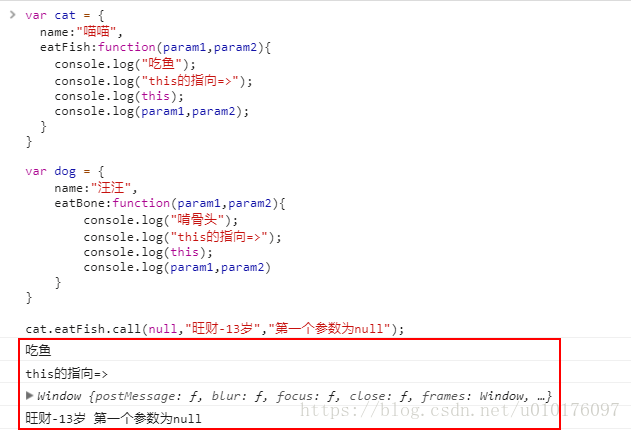 var cat = {
name:"喵喵",
eatFish:function(param1,param2){
console.log("吃鱼");
console.log("this的指向=>");
console.log(this);
console.log(param1,param2);
}
}
var dog = {
name:"汪汪",
eatBone:function(param1,param2){
console.log("啃骨头");
console.log("this的指向=>");
console.log(this);
console.log(param1,param2)
}
}
cat.eatFish.call(null,"旺财-13岁","第一个参数为null");
吃鱼
this的指向=>
Window {postMessage: ƒ, blur: ƒ, focus: ƒ, close: ƒ, frames: Window, …}
旺财-13岁 第一个参数为null
https://blog.csdn.net/u010176097